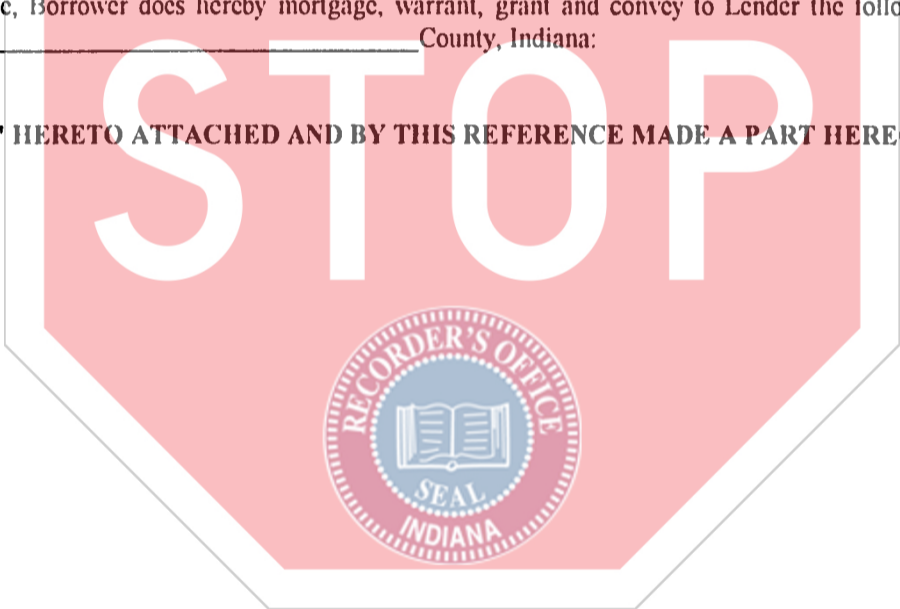 e, Borrower does hereby mortgage, warrant, grant and convey to Lender the follo
County, Indiana:
" HERETO ATTACHED AND BY THIS REFERENCE MADE A PART HERE
STOP
RECORDER'S OFFICE
SEAL
INDIANA